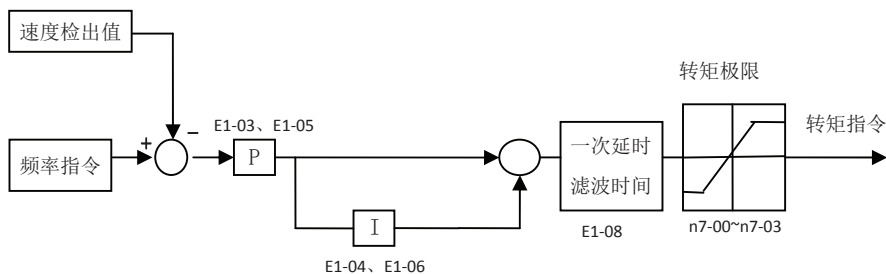 速度检出值
转矩极限
E1-03、E1-05
+
−
频率指令
P
一次延时
滤波时间
转矩指令
I
E1-08
n7-00~n7-03
E1-04、E1-06